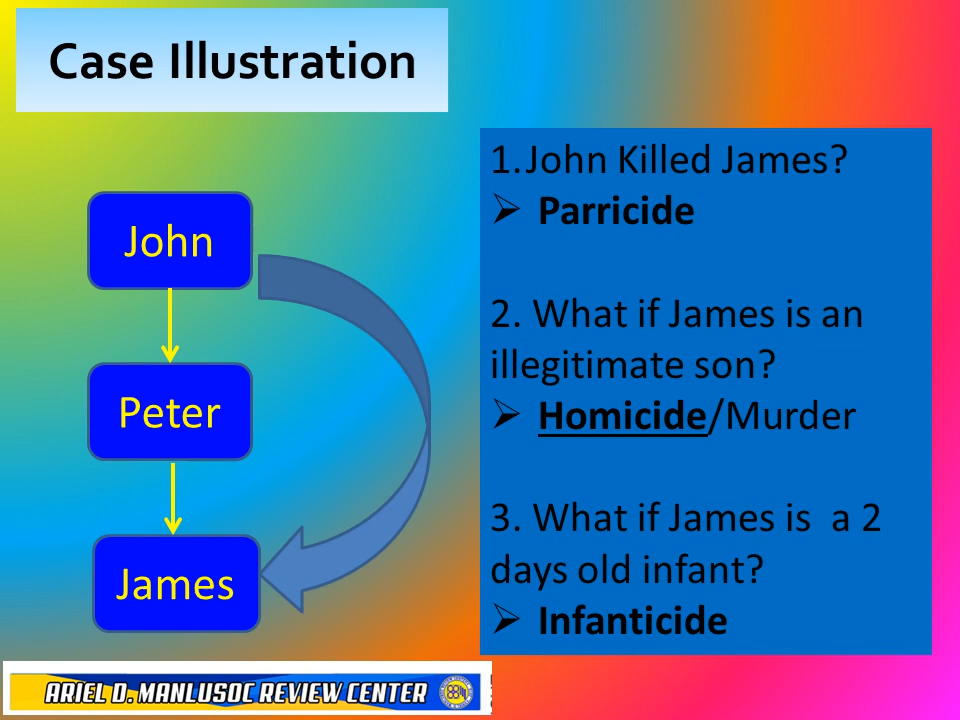 Case Illustration
John
Peter
James
1.John Killed James?
➢ Parricide
2. What if James is an
illegitimate son?
➢ Homicide/Murder
3. What if James is a 2
days old infant?
➢ Infanticide
ARIEL D. MANLUSOC REVIEW CENTER